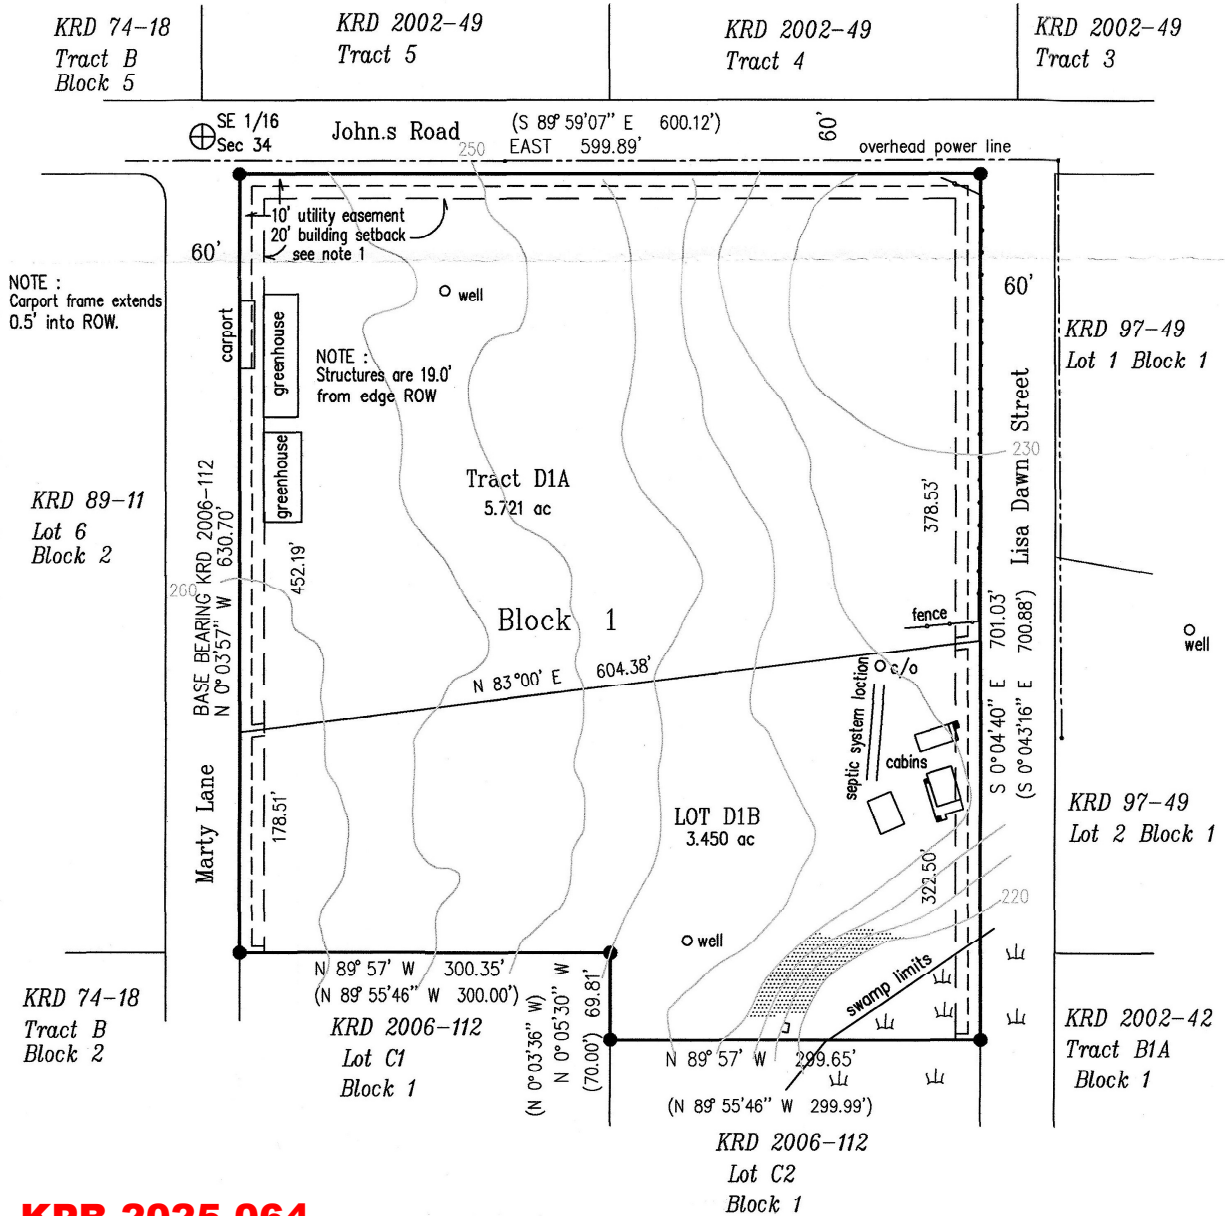 KRD 74-18
Tract B
Block 5
KRD 2002-49
Tract 5
KRD 2002-49
Tract 4
KRD 2002-49
Tract 3
SE 1/16
Sec 34
John.s Road
(S 89° 59'07" E 600.12')
EAST 599.89'
60'
overhead power line
250
10' utility easement
20' building setback
see note 1
60'
60'
NOTE :
Carport frame extends
0.5' into ROW.
well
carport
greenhouse
NOTE :
Structures are 19.0'
from edge ROW
KRD 97-49
Lot 1 Block 1
Lisa Dawn Street
230
greenhouse
Tract D1A
5.721 ac
378.53'
KRD 89-11
Lot 6
Block 2
BASE BEARING KRD 2006-112
N 0° 03'57" W 630.70'
452.19'
260
Block 1
fence
701.03'
700.88')
well
N 83°00' E 604.38'
c/o
septic system loction
cabins
S 0°04'40" E
(S 0°043'16" E
Marty Lane
178.51'
LOT D1B
3.450 ac
KRD 97-49
Lot 2 Block 1
322.50'
220
well
swamp limits
N 89° 57' W 300.35'
(N 89° 55'46" W 300.00')
(N 0°03'36" W)
N 0°05'30" W 69.81'
(70.00')
KRD 74-18
Tract B
Block 2
KRD 2006-112
Lot C1
Block 1
N 89° 57' W 299.65'
(N 89° 55'46" W 299.99')
KRD 2002-42
Tract B1A
Block 1
KRD 2006-112
Lot C2
Block 1
KPB 2025-064